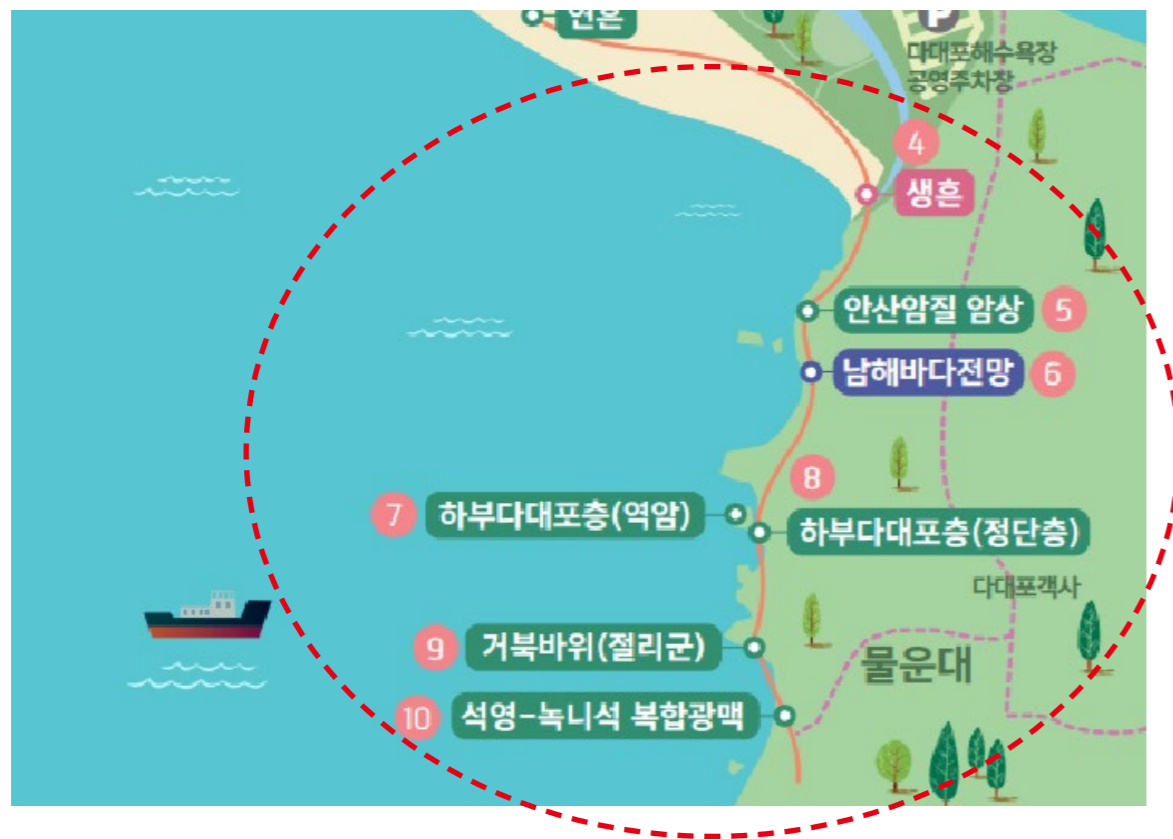 연흔
P
다대포해수욕장
공영주차장
4
생흔
안산암질 암상 5
남해바다전망 6
8
7 하부다대포층(역암)
하부다대포층(정단층)
다대포객사
9 거북바위(절리군)
물운대
10 석영-녹니석 복합광맥